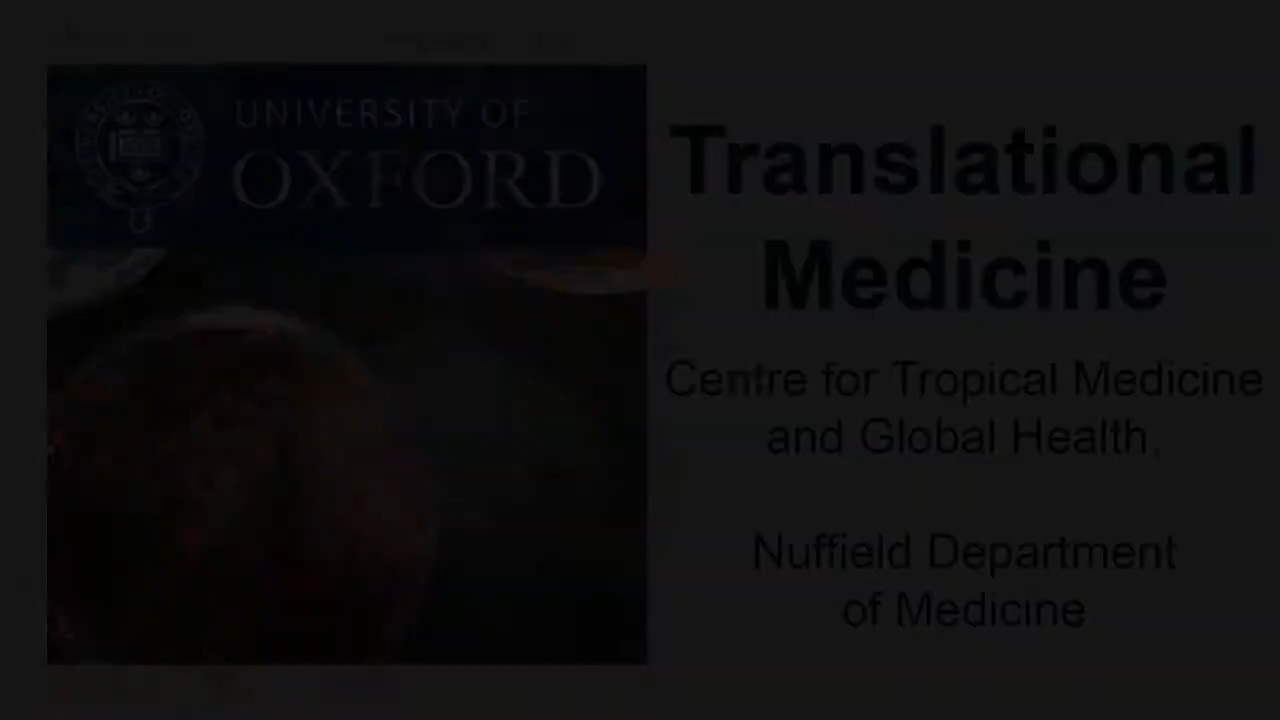 UNIVERSITY OF
OXFORD
Translational
Medicine
Centre for Tropical Medicine
and Global Health
Nuffield Department
of Medicine